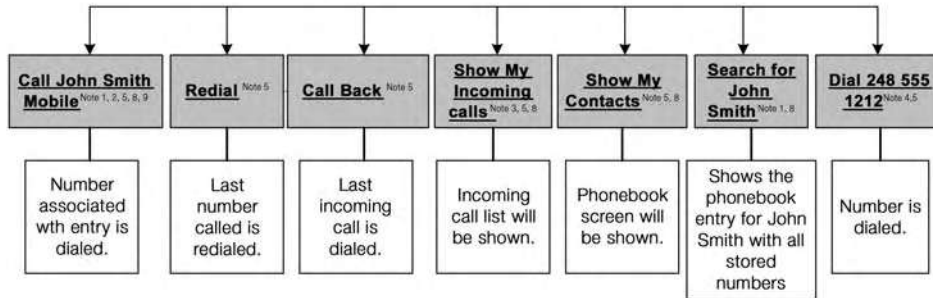 Call John Smith
Mobile Note 1, 2, 5, 8, 9
Redial Note 5
Call Back Note 5
Show My
Incoming
calls Note 3, 5, 8
Show My
Contacts Note 5, 8
Search for
John
Smith Note 1, 8
Dial 248 555
1212 Note 4,5
Number
associated
wth entry is
dialed.
Last
number
called is
redialed.
Last
incoming
call is
dialed.
Incoming
call list will
be shown.
Phonebook
screen will
be shown.
Shows the
phonebook
entry for John
Smith with all
stored
numbers
Number is
dialed.